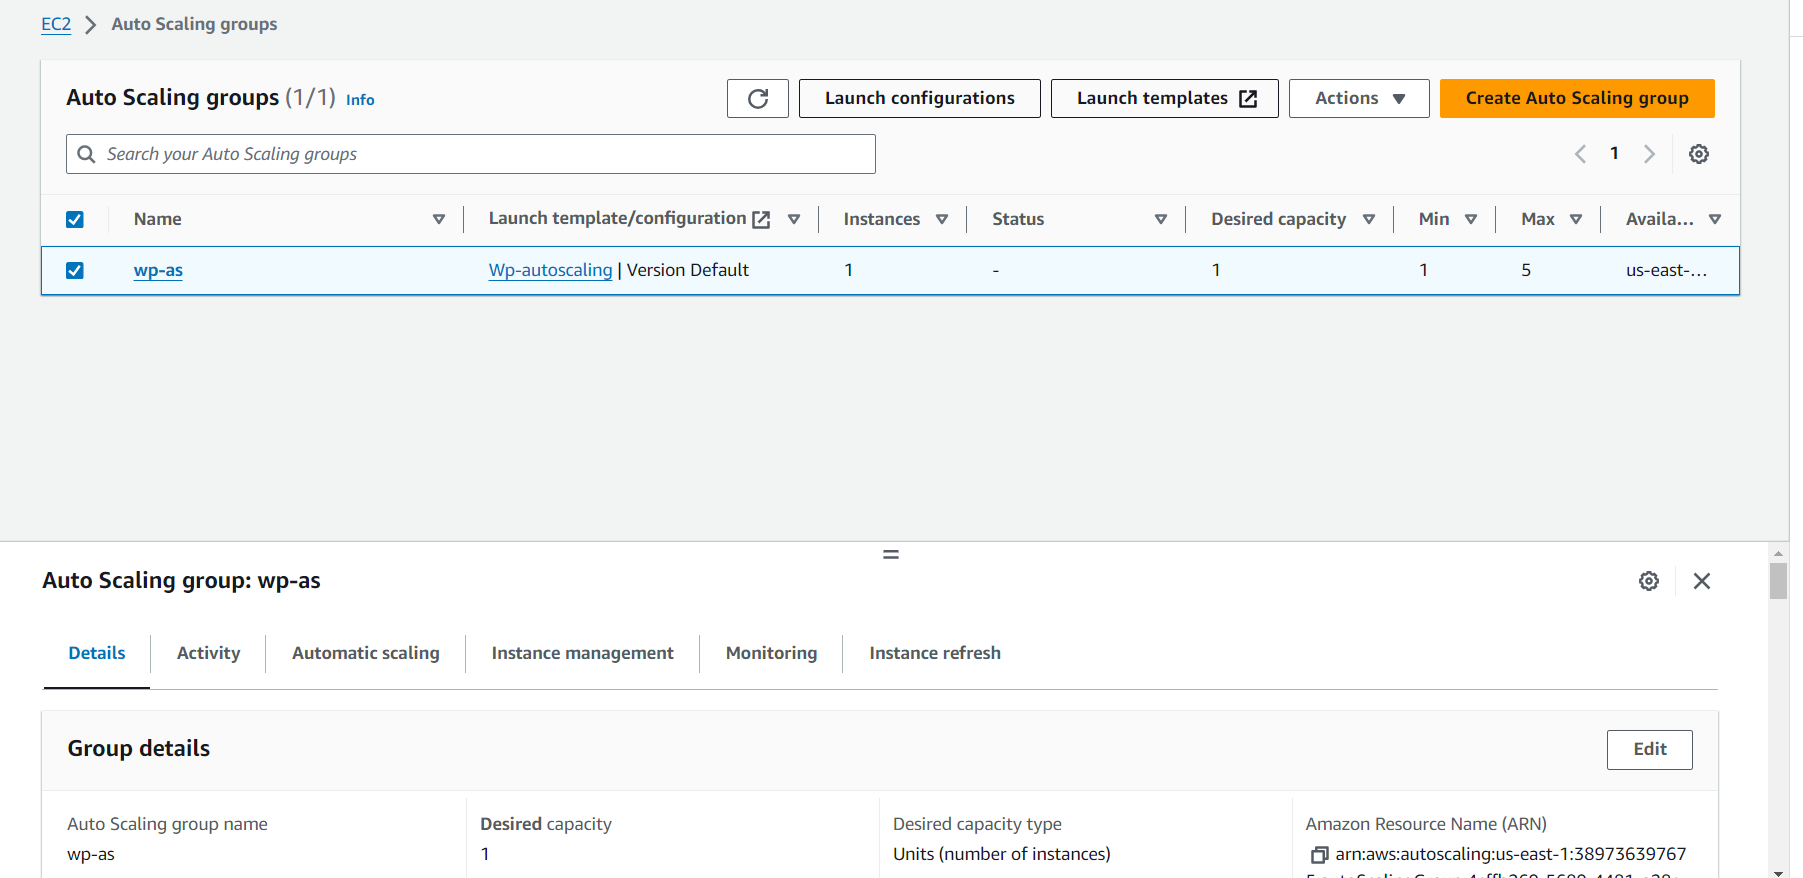 EC2 Auto Scaling groups
Auto Scaling groups (1/1) Info
Launch configurations
Launch templates
Actions
Create Auto Scaling group
Search your Auto Scaling groups
1
Name Launch template/configuration Instances Status Desired capacity Min Max Availa...
wp-as Wp-autoscaling | Version Default 1 - 1 1 5 us-east-...
Auto Scaling group: wp-as
Details Activity Automatic scaling Instance management Monitoring Instance refresh
Group details
Edit
Auto Scaling group name
wp-as
Desired capacity
1
Desired capacity type
Units (number of instances)
Amazon Resource Name (ARN)
arn:aws:autoscaling:us-east-1:38973639767